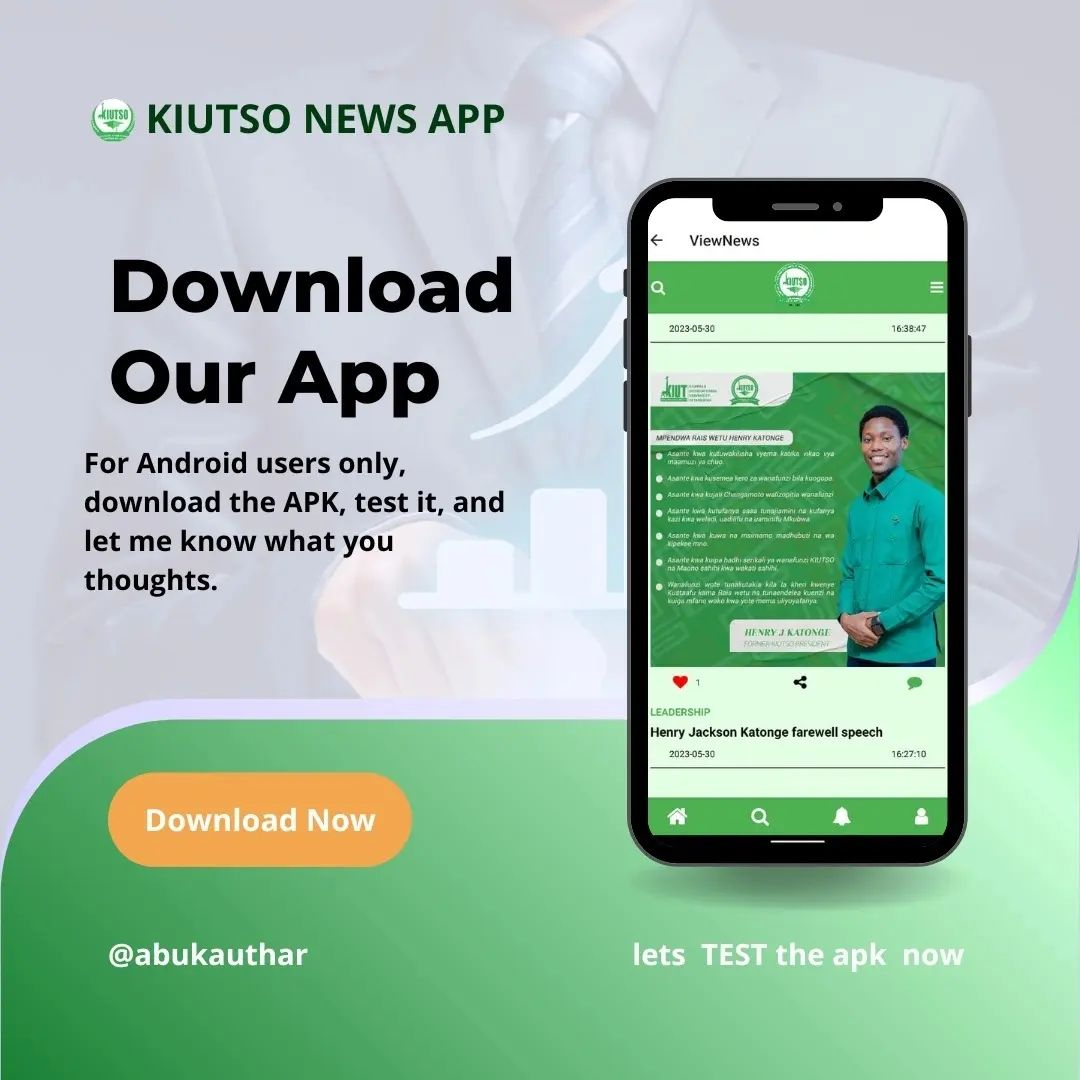 KIUTSO
KIUTSO NEWS APP
Download
Our App
For Android users only,
download the APK, test it, and
let me know what you
thoughts.
Download Now
@abukauthar
lets TEST the apk now
ViewNews
KIUTSO
2023-05-30 16:38:47
KIUT
KIUTSO
MPENDWA RAIS WETU HENRY KATONGE
Asante kwa kutuwakilisha vyema katika vikao vya
maamuzi ya chuo.
Asante kwa kusemea kero za wanafunzi bila kuogopa.
Asante kwa kujali Changamoto wafizopitia wanafunzi
Asante kwa kutufanya sasa tunajiamini na kufanya
kazi kwa weledi, uadilifu na uaminifu Mkubwa
Asante kwa kuwa na msimamo madhubuti na wa
kipekee mno.
Asante kwa kuipa hadhi serikali ya wanafunzi KIUTSO
na Maono sahihi kwa wakati sahihi.
Wanafunzi wote tunakutakia kila la kheri kwenye
Kustaafu kama Rais wetu na tunaendelea kuenzi na
kuiga mfano wako kwa yote mema uliyoyafanya.
HENRY J KATONGE
FORMER KIUTSO PRESIDENT
1
LEADERSHIP
Henry Jackson Katonge farewell speech
2023-05-30 16:27:10